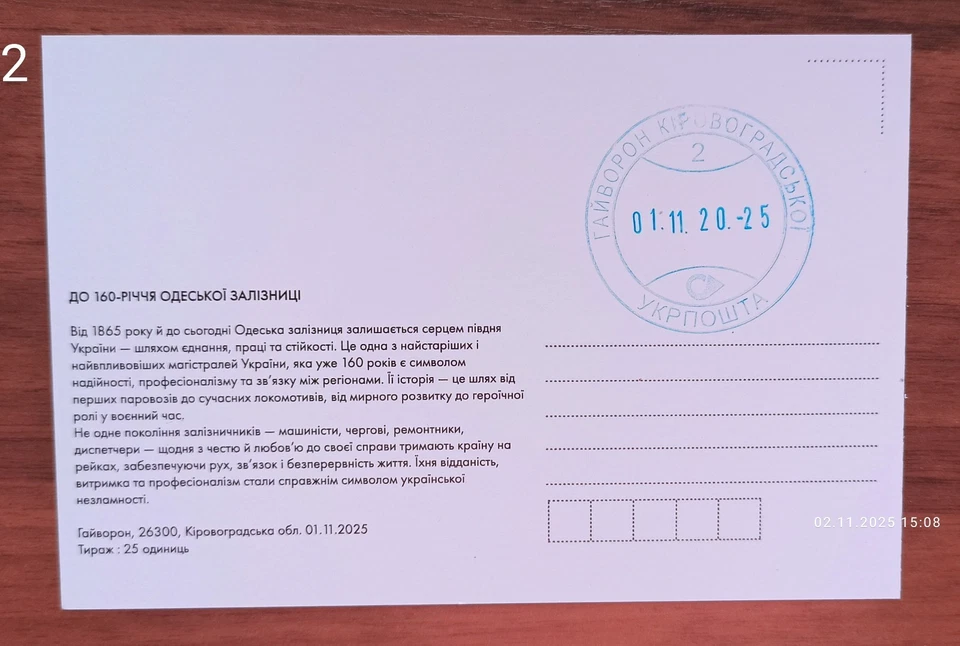 2
ГАЙВОРОН КІРОВОГРАДСЬКОЇ
2
01.11. 20.-25
УКРПОШТА
ДО 160-РІЧЧЯ ОДЕСЬКОЇ ЗАЛІЗНИЦІ
Від 1865 року й до сьогодні Одеська залізниця залишається серцем півдня
України — шляхом єднання, праці та стійкості. Це одна з найстаріших і
найвпливовіших магістралей України, яка уже 160 років є символом
надійності, професіоналізму та зв’язку між регіонами. Її історія — це шлях від
перших паровозів до сучасних локомотивів, від мирного розвитку до героїчної
ролі у воєнний час.
Не одне покоління залізничників — машиністи, чергові, ремонтники,
диспетчери — щодня з честю й любов’ю до своєї справи тримають країну на
рейках, забезпечуючи рух, зв’язок і безперервність життя. Їхня відданість,
витримка та професіоналізм стали справжнім символом української
незламності.
Гайворон, 26300, Кіровоградська обл. 01.11.2025
Тираж : 25 одиниць
02.11.2025 15:08